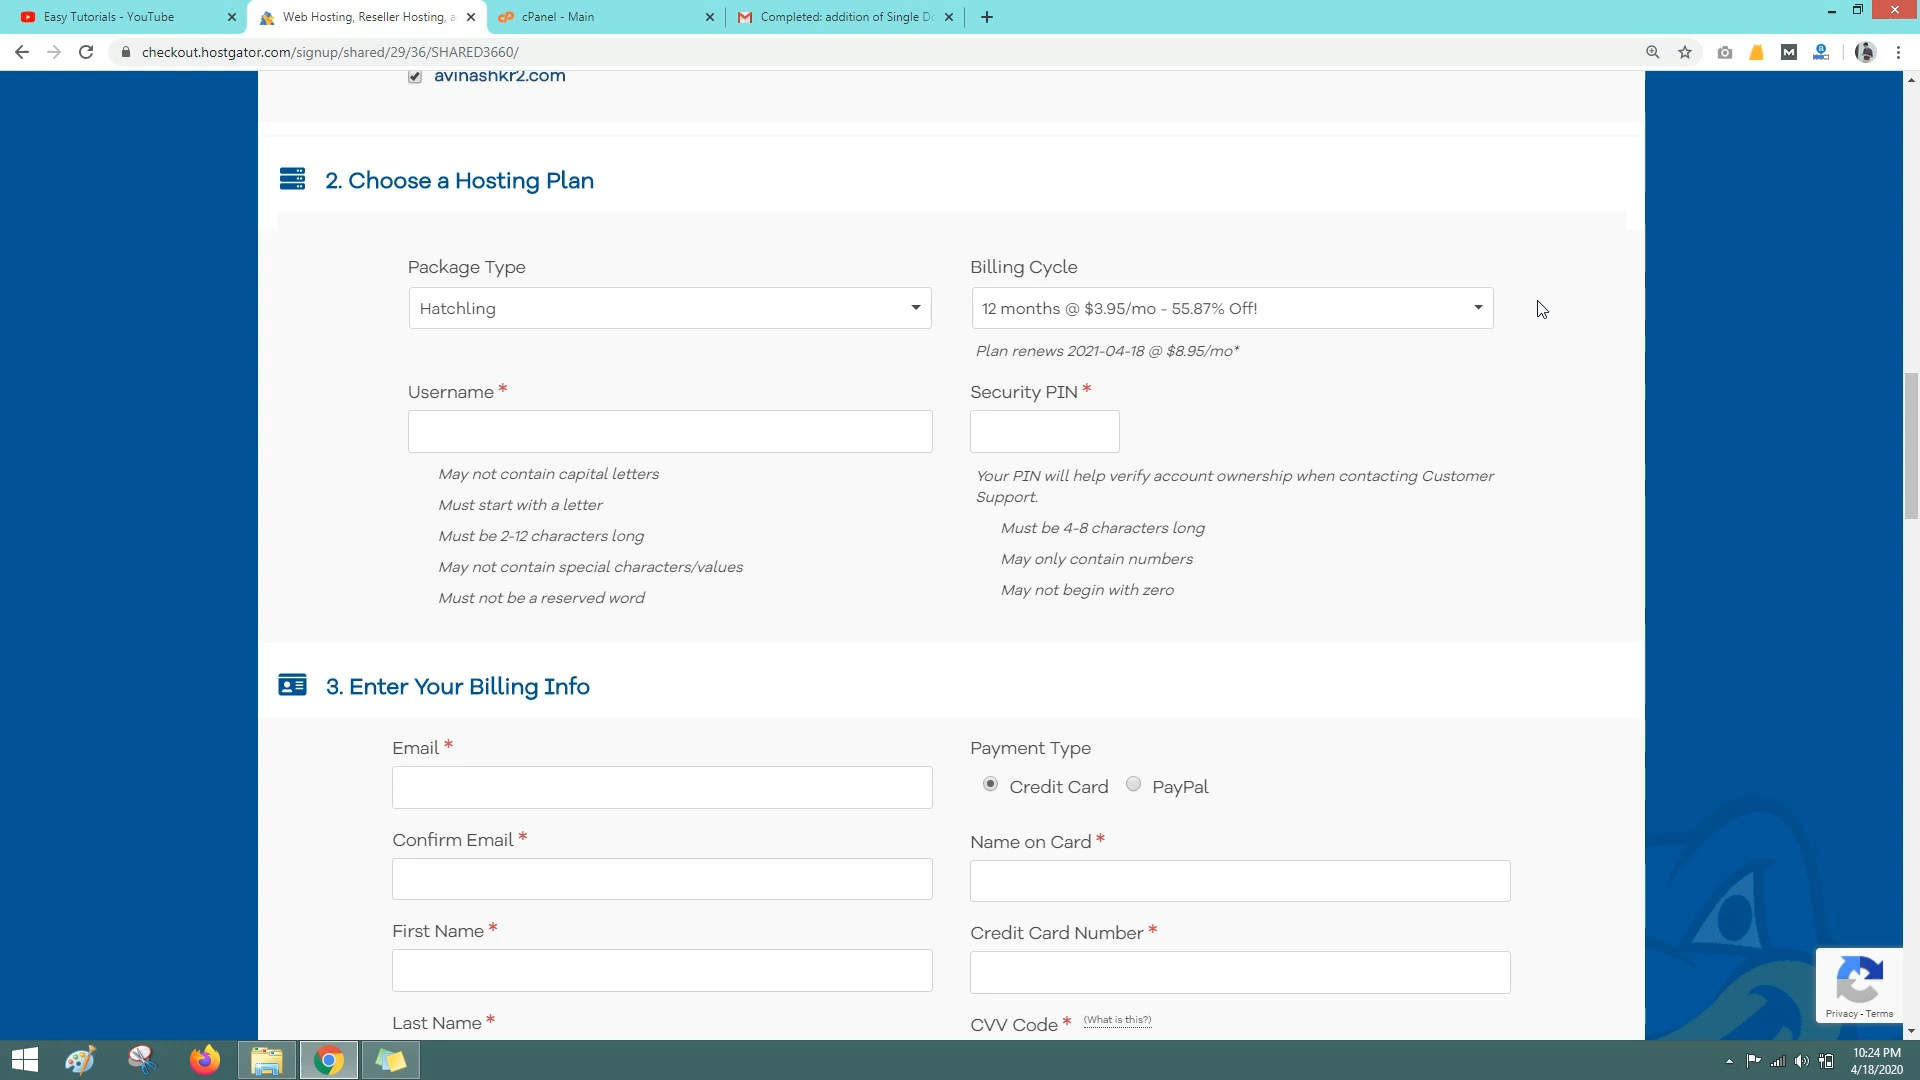 Easy Tutorials - YouTube
Web Hosting, Reseller Hosting, a
cPanel - Main
Completed: addition of Single Do
checkout.hostgator.com/signup/shared/29/36/SHARED3660/
avinashkr2.com
2. Choose a Hosting Plan
Package Type
Billing Cycle
Hatchling
12 months @ $3.95/mo - 55.87% Off!
Plan renews 2021-04-18 @ $8.95/mo*
Username *
Security PIN *
May not contain capital letters
Must start with a letter
Must be 2-12 characters long
May not contain special characters/values
Must not be a reserved word
Your PIN will help verify account ownership when contacting Customer
Support.
Must be 4-8 characters long
May only contain numbers
May not begin with zero
3. Enter Your Billing Info
Email *
Payment Type
Credit Card
PayPal
Confirm Email *
Name on Card *
First Name *
Credit Card Number *
Last Name *
CVV Code * (What is this?)
Privacy - Terms
10:24 PM
4/18/2020